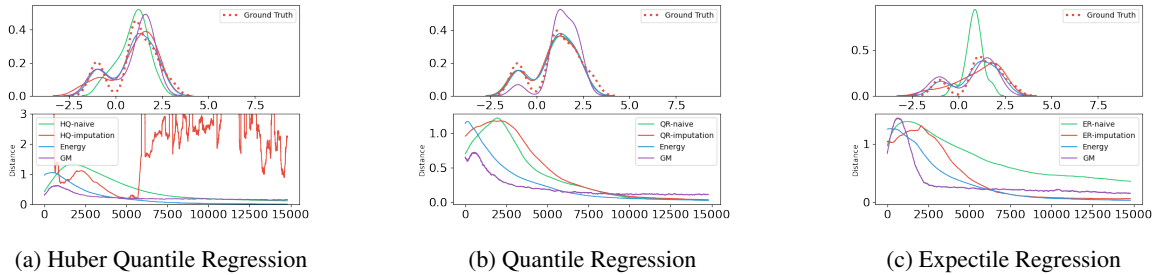 Ground Truth
0.4
0.2
0.0
−2.5 0.0 2.5 5.0 7.5
3
2
1
0
Distance
HQ-naive
HQ-imputation
Energy
GM
0 2500 5000 7500 10000 12500 15000
(a) Huber Quantile Regression
Ground Truth
0.4
0.2
0.0
−2.5 0.0 2.5 5.0 7.5
1.0
0.5
0.0
Distance
QR-naive
QR-imputation
Energy
GM
0 2500 5000 7500 10000 12500 15000
(b) Quantile Regression
Ground Truth
0.5
0.0
−2.5 0.0 2.5 5.0 7.5
1
0
Distance
ER-naive
ER-imputation
Energy
GM
0 2500 5000 7500 10000 12500 15000
(c) Expectile Regression